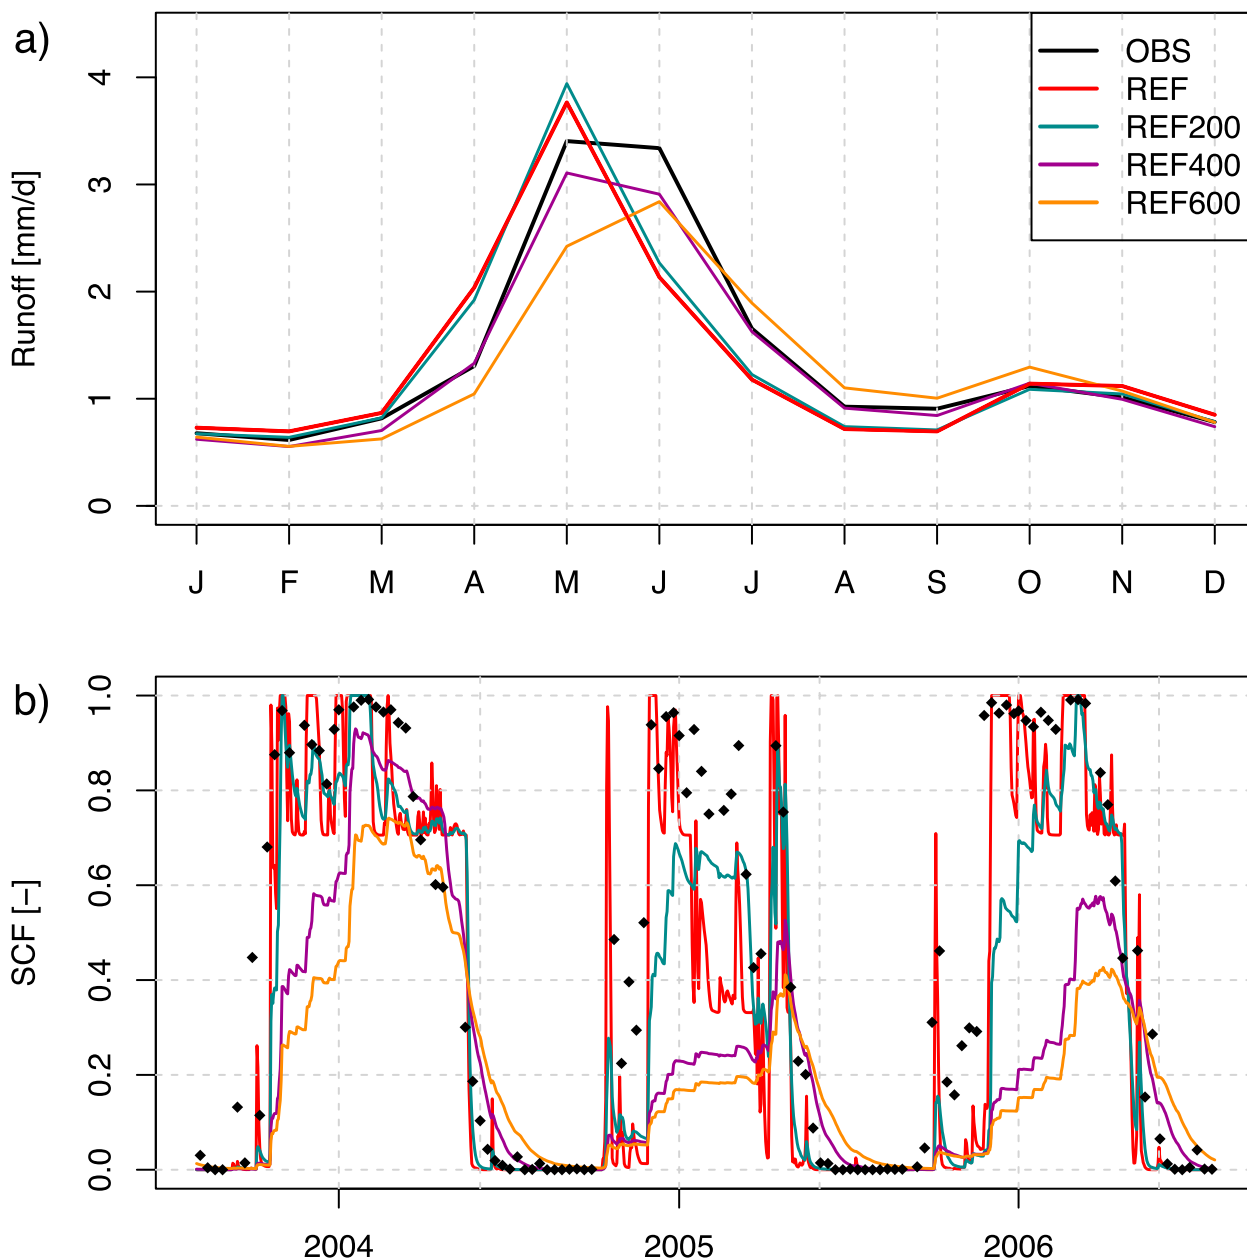 a)
OBS
REF
REF200
REF400
REF600
Runoff [mm/d]
4
3
2
1
0
J F M A M J J A S O N D
b)
SCF [−]
1.0
0.8
0.6
0.4
0.2
0.0
2004 2005 2006